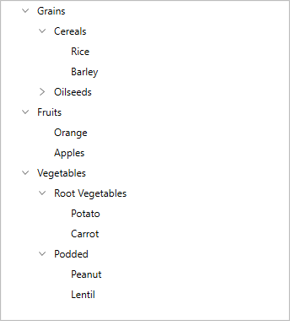 Grains
Cereals
Rice
Barley
Oilseeds
Fruits
Orange
Apples
Vegetables
Root Vegetables
Potato
Carrot
Podded
Peanut
Lentil